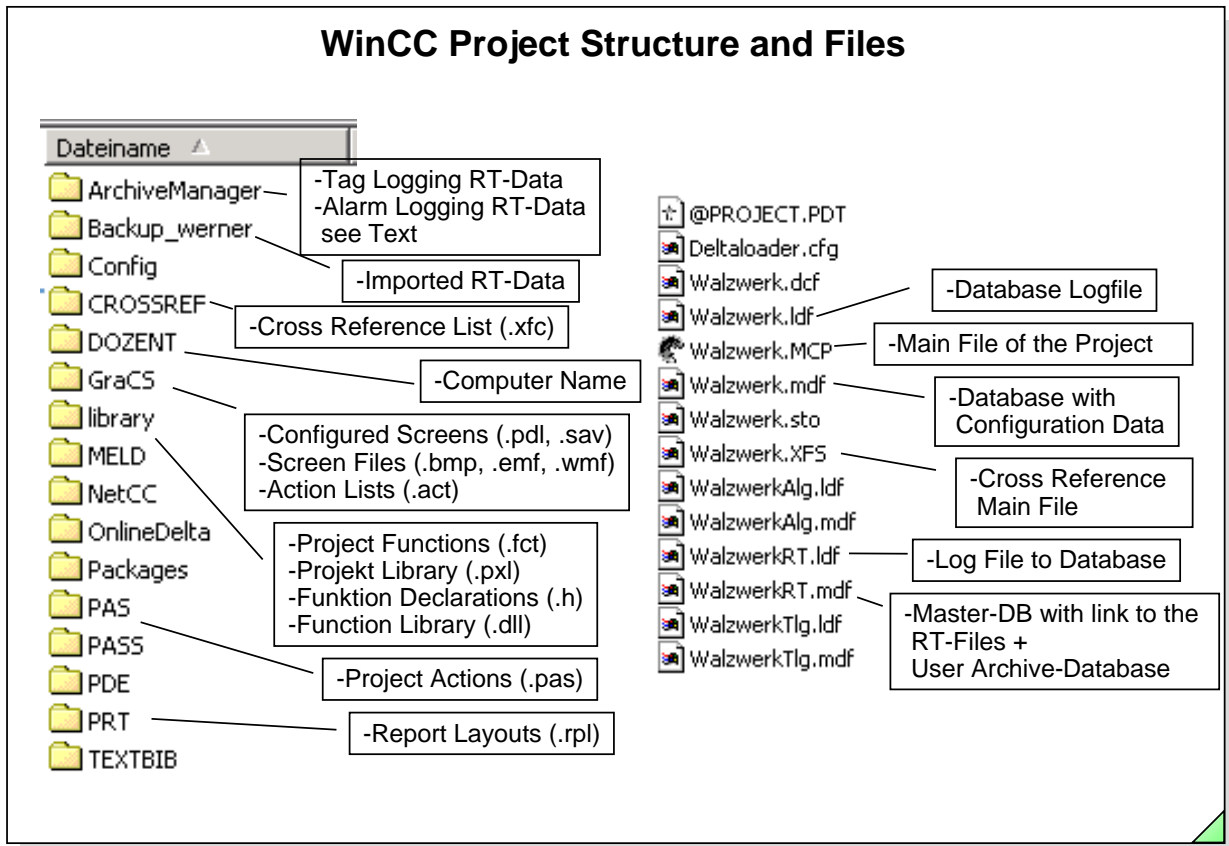 WinCC Project Structure and Files
Dateiname
ArchiveManager
Backup_werner
Config
CROSSREF
DOZENT
GraCS
library
MELD
NetCC
OnlineDelta
Packages
PAS
PASS
PDE
PRT
TEXTBIB
-Tag Logging RT-Data
-Alarm Logging RT-Data
see Text
-Imported RT-Data
-Cross Reference List (.xfc)
-Computer Name
-Configured Screens (.pdl, .sav)
-Screen Files (.bmp, .emf, .wmf)
-Action Lists (.act)
-Project Functions (.fct)
-Projekt Library (.pxl)
-Funktion Declarations (.h)
-Function Library (.dll)
-Project Actions (.pas)
-Report Layouts (.rpl)
@PROJECT.PDT
Deltaloader.cfg
Walzwerk.dcf
Walzwerk.ldf
Walzwerk.MCP
Walzwerk.mdf
Walzwerk.sto
Walzwerk.XFS
WalzwerkAlg.ldf
WalzwerkAlg.mdf
WalzwerkRT.ldf
WalzwerkRT.mdf
WalzwerkTlg.ldf
WalzwerkTlg.mdf
-Database Logfile
-Main File of the Project
-Database with
Configuration Data
-Cross Reference
Main File
-Log File to Database
-Master-DB with link to the
RT-Files +
User Archive-Database